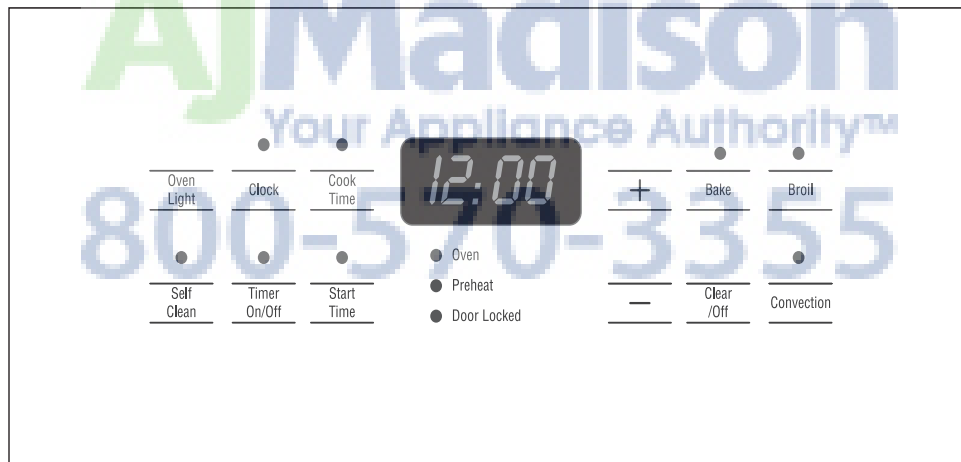 AJMadison
Your Appliance Authority™
800-570-3355
12:00
Oven Light
Clock
Cook Time
+
Bake
Broil
Self Clean
Timer On/Off
Start Time
Oven
Preheat
Door Locked
−
Clear /Off
Convection